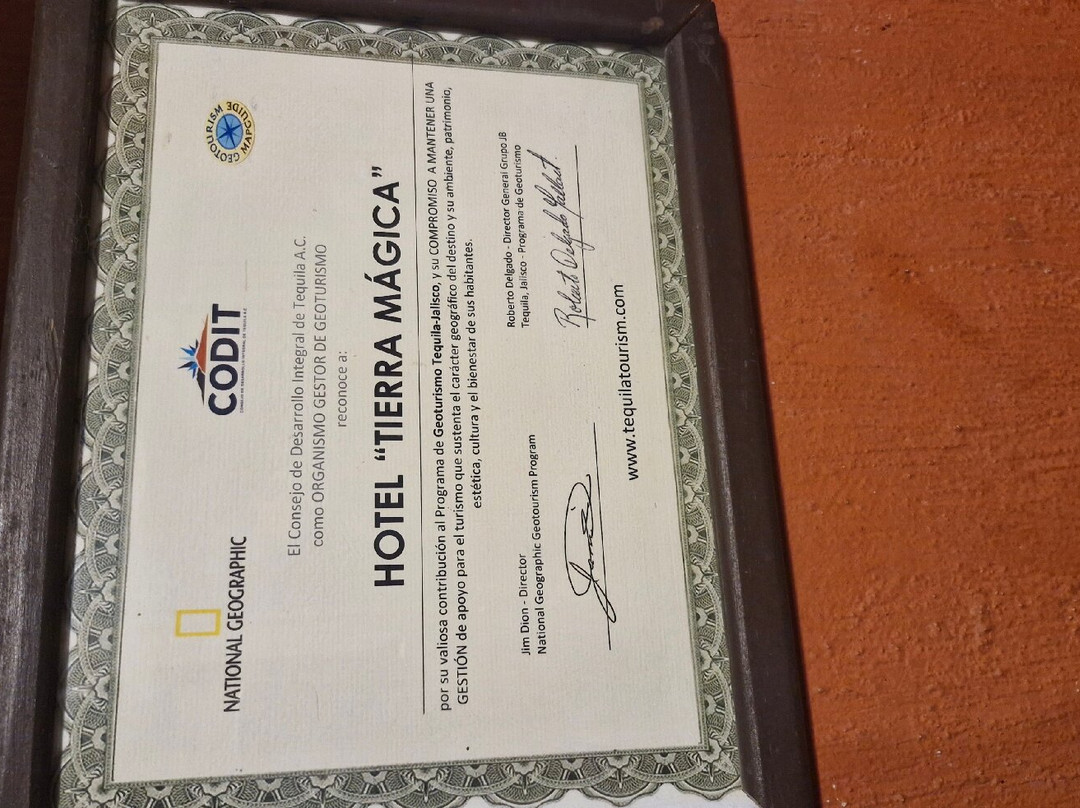 NATIONAL GEOGRAPHIC
CODIT
GEOTOURISM MAPGUIDE
El Consejo de Desarrollo Integral de Tequila A.C.
como ORGANISMO GESTOR DE GEOTURISMO
reconoce a:
HOTEL “TIERRA MÁGICA”
por su valiosa contribución al Programa de Geoturismo Tequila-Jalisco, y su COMPROMISO A MANTENER UNA
GESTIÓN de apoyo para el turismo que sustenta el carácter geográfico del destino y su ambiente, patrimonio,
estética, cultura y el bienestar de sus habitantes.
Jim Dion - Director
National Geographic Geotourism Program
Roberto Delgado - Director General Grupo JB
Tequila, Jalisco - Programa de Geoturismo
Roberto Delgado
www.tequilatourism.com